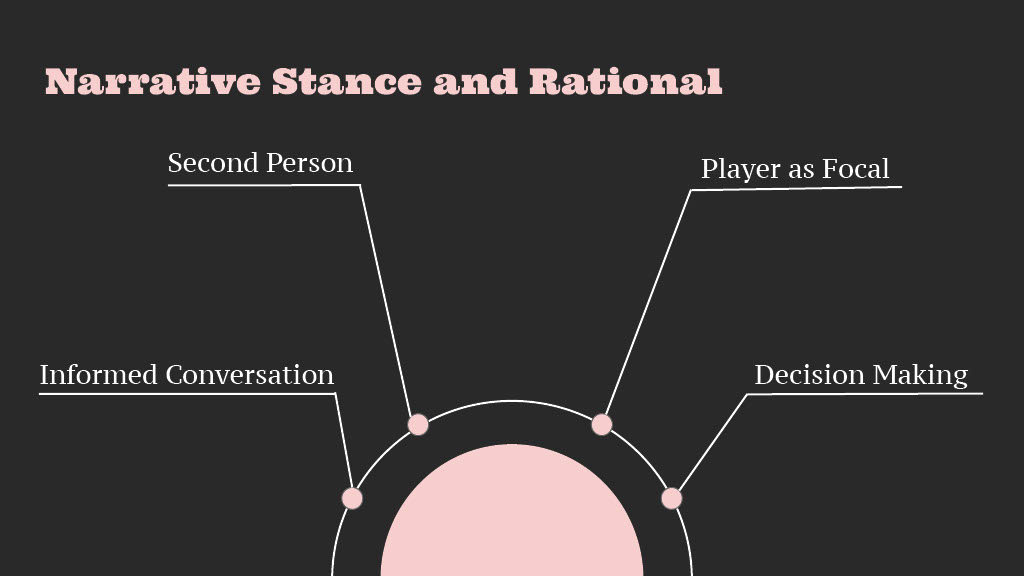 Narrative Stance and Rational
Second Person
Player as Focal
Informed Conversation
Decision Making